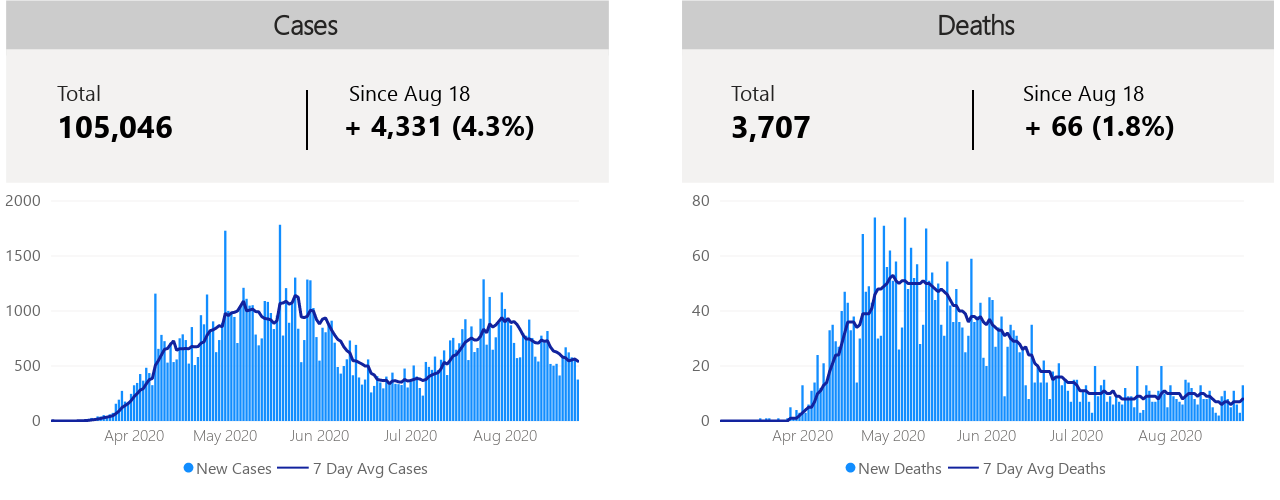 Cases
Total
105,046
Since Aug 18
+ 4,331 (4.3%)
2000
1500
1000
500
0
Apr 2020 May 2020 Jun 2020 Jul 2020 Aug 2020
New Cases 7 Day Avg Cases
Deaths
Total
3,707
Since Aug 18
+ 66 (1.8%)
80
60
40
20
0
Apr 2020 May 2020 Jun 2020 Jul 2020 Aug 2020
New Deaths 7 Day Avg Deaths